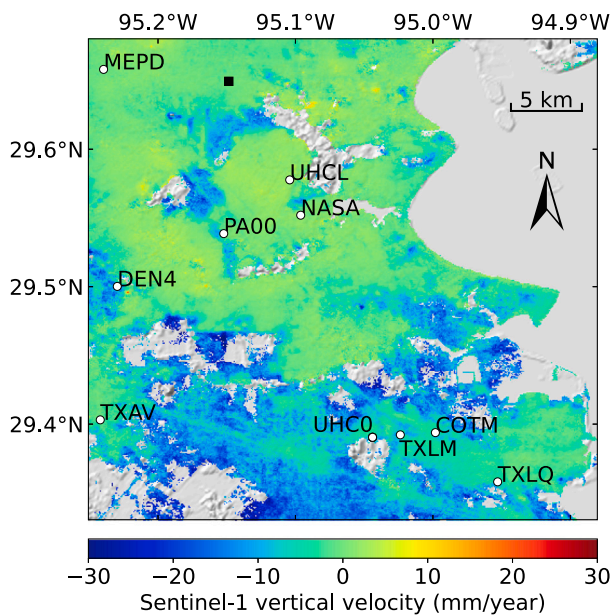 95.2°W 95.1°W 95.0°W 94.9°W
MEPD
5 km
29.6°N
UHCL
N
NASA
PA00
DEN4
29.5°N
TXAV
29.4°N
UHC0
COTM
TXLM
TXLQ
−30 −20 −10 0 10 20 30
Sentinel-1 vertical velocity (mm/year)